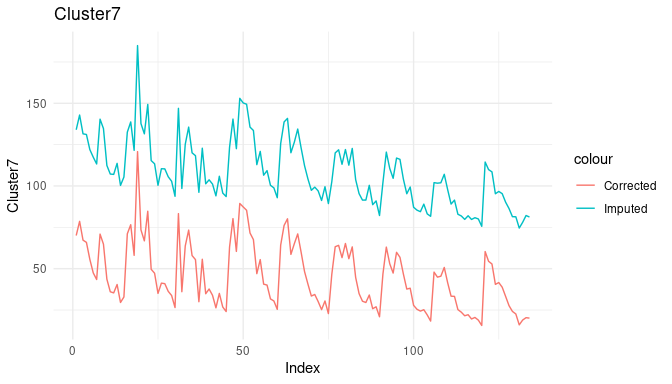 Cluster7
150
100
50
Cluster7
0
50
100
Index
colour
Corrected
Imputed